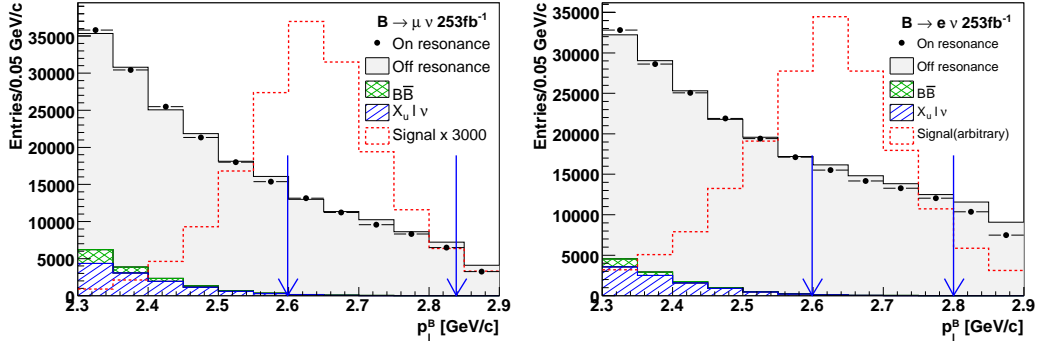 B → μ ν 253fb⁻¹
On resonance
Off resonance
BB̅
X_u l ν
Signal x 3000
Entries/0.05 GeV/c
35000
30000
25000
20000
15000
10000
5000
0
2.3 2.4 2.5 2.6 2.7 2.8 2.9
p_l^B [GeV/c]
B → e ν 253fb⁻¹
On resonance
Off resonance
BB̅
X_u l ν
Signal(arbitrary)
Entries/0.05 GeV/c
35000
30000
25000
20000
15000
10000
5000
0
2.3 2.4 2.5 2.6 2.7 2.8 2.9
p_l^B [GeV/c]